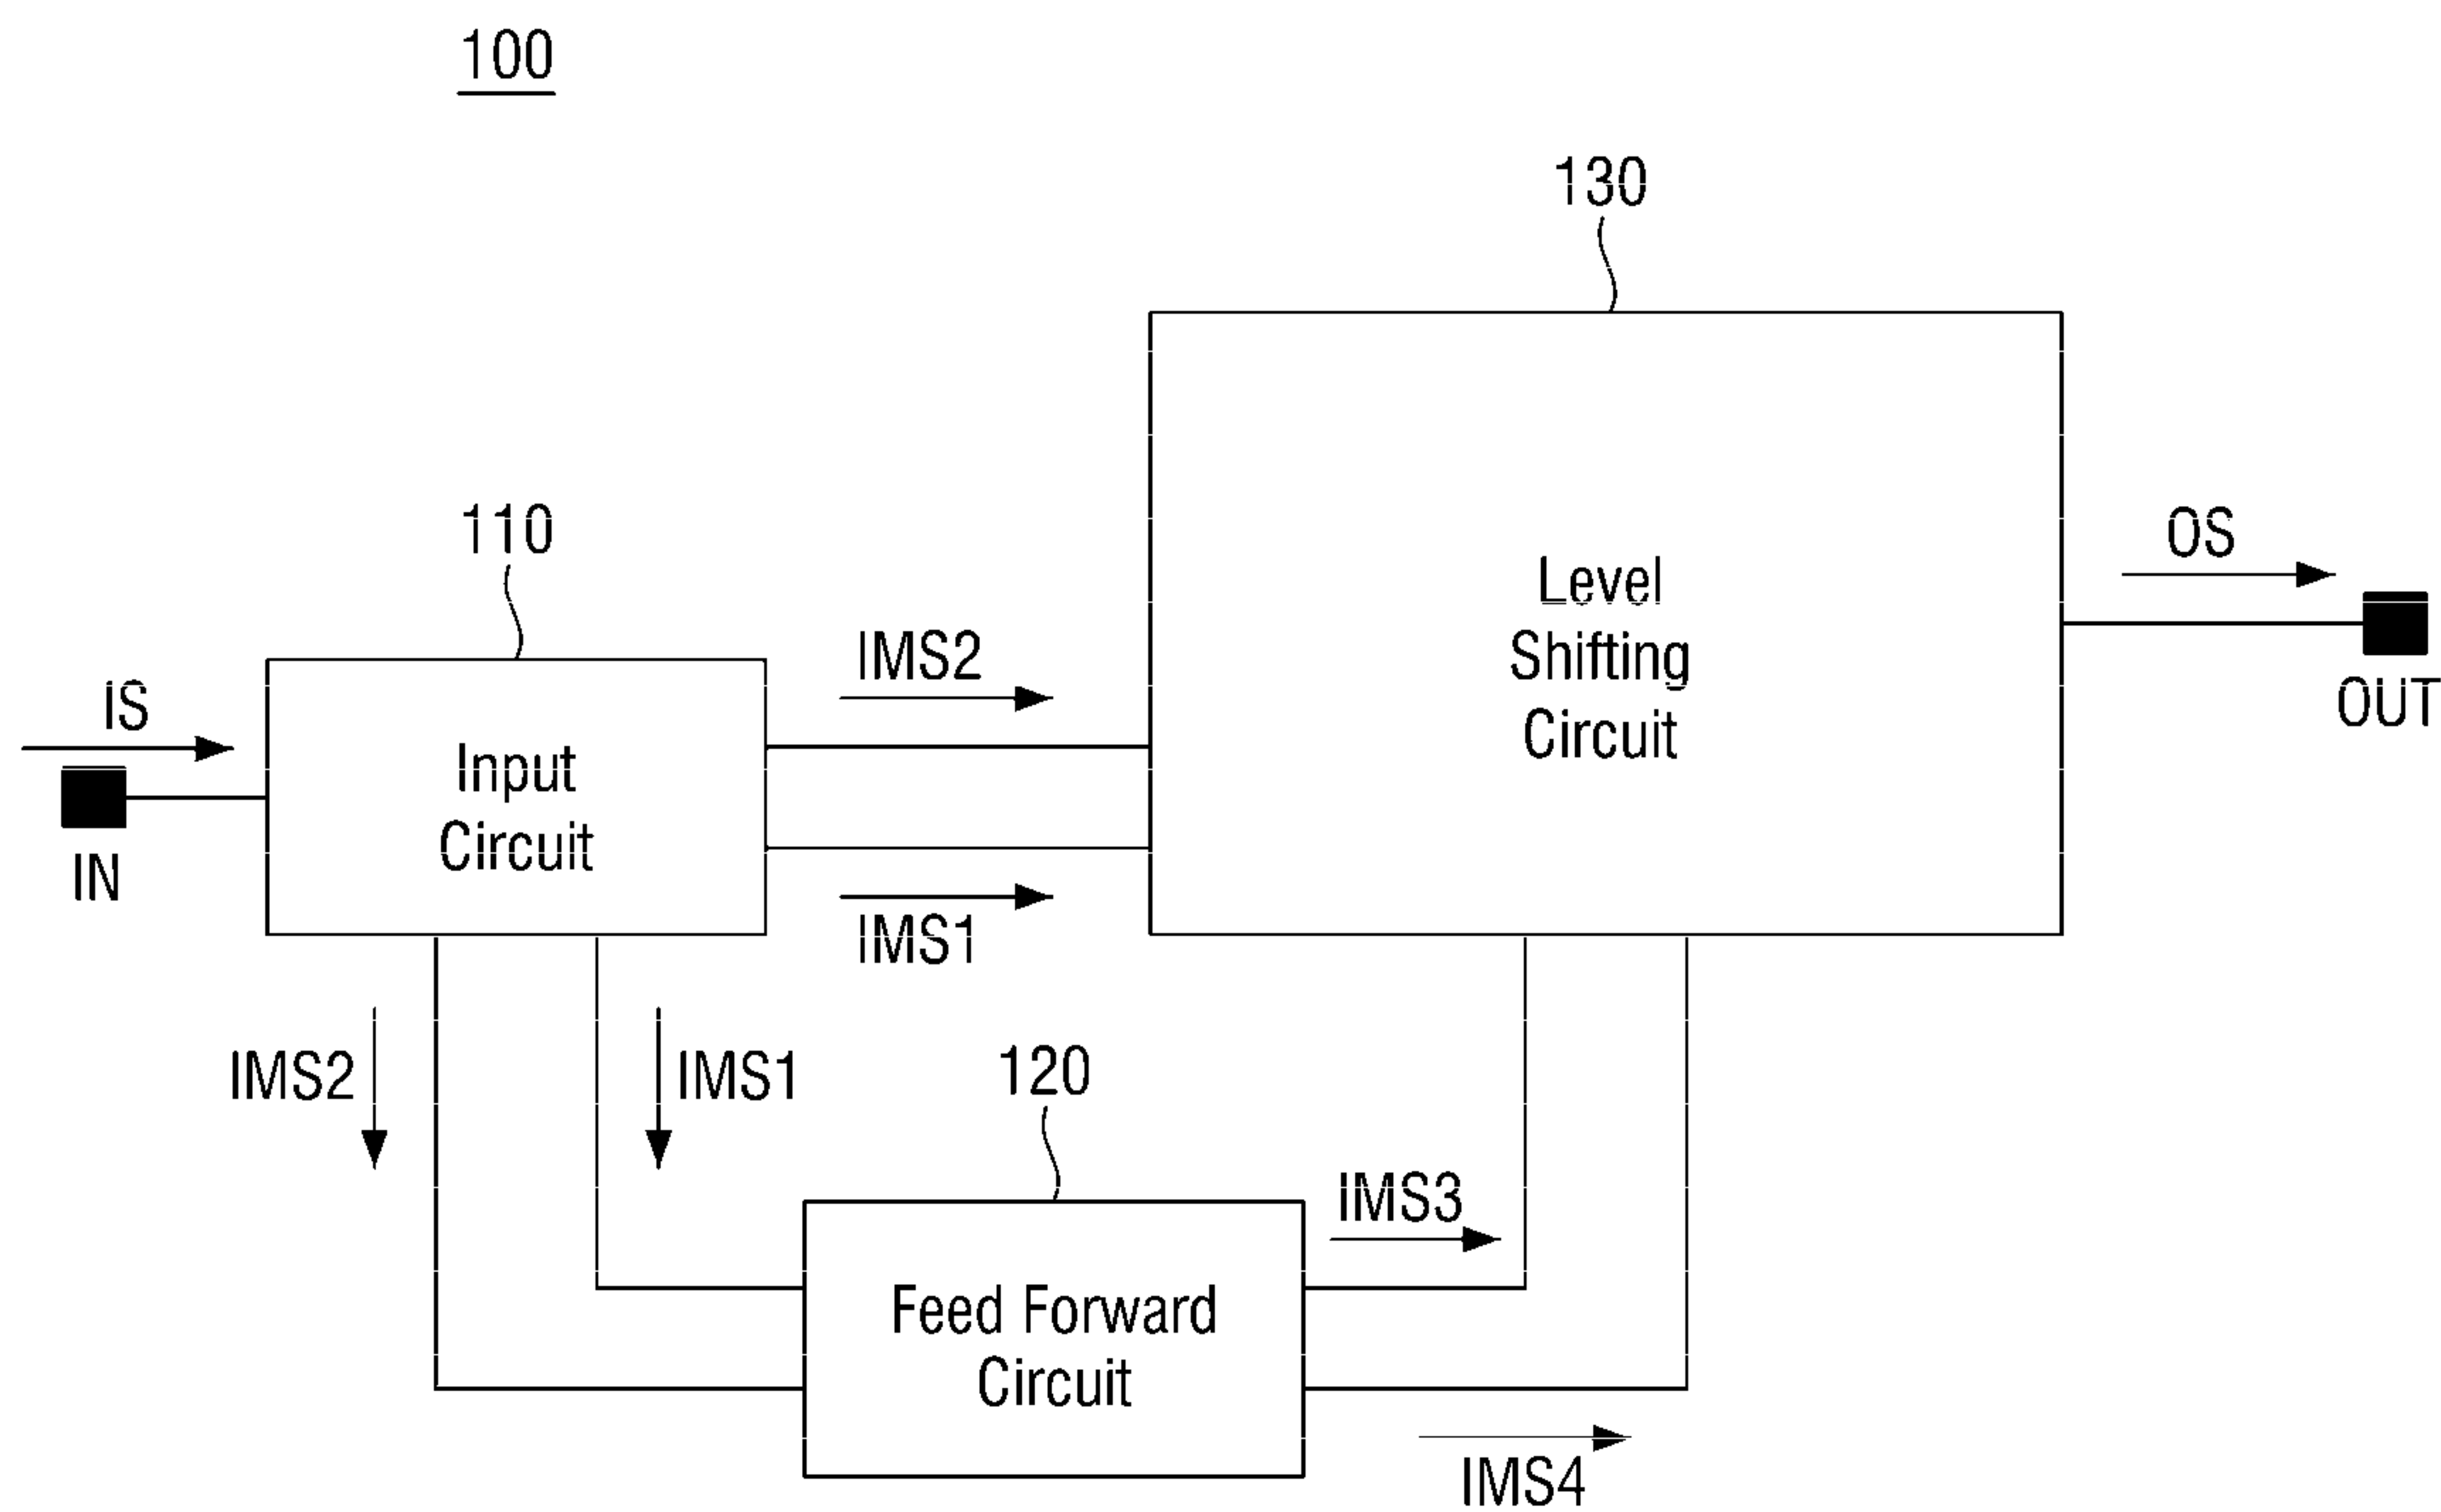 100
130
110
OS
Level
Shifting
Circuit
IMS2
IS
OUT
Input
Circuit
IN
IMS1
IMS2
IMS1
120
IMS3
Feed Forward
Circuit
IMS4